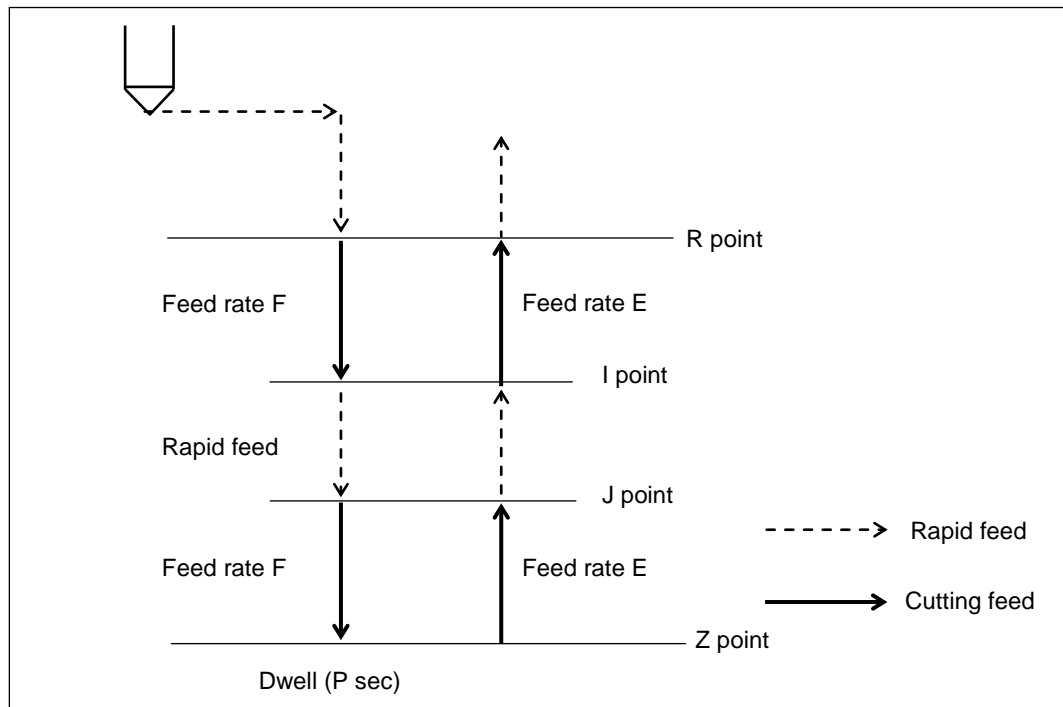 R point
Feed rate F
Feed rate E
I point
Rapid feed
J point
Rapid feed
Feed rate F
Feed rate E
Cutting feed
Z point
Dwell (P sec)